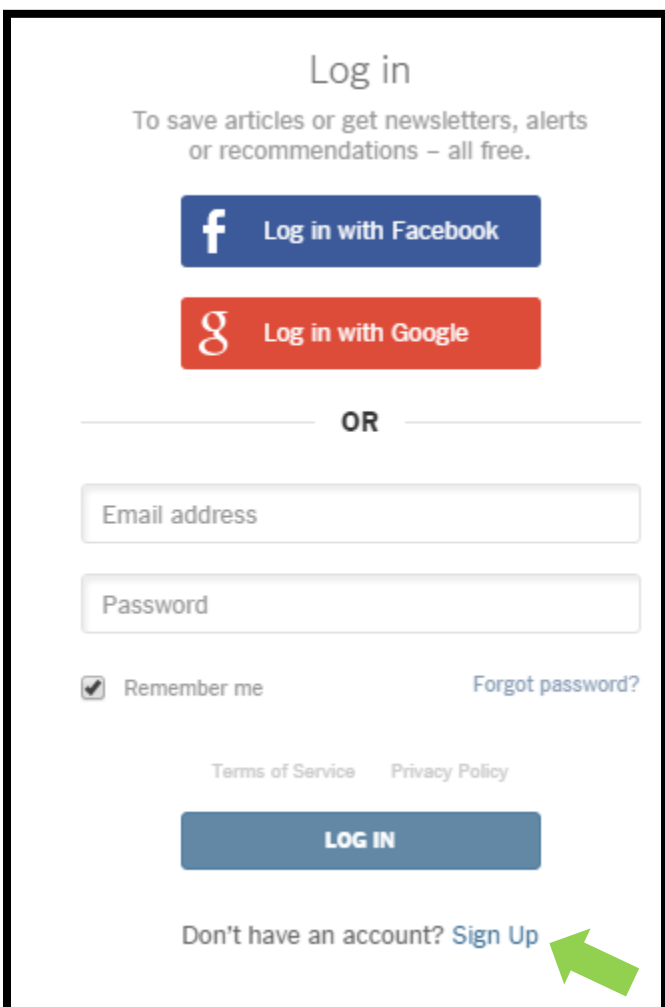 Log in
To save articles or get newsletters, alerts
or recommendations – all free.
f Log in with Facebook
g Log in with Google
OR
Email address
Password
Remember me Forgot password?
Terms of Service Privacy Policy
LOG IN
Don't have an account? Sign Up